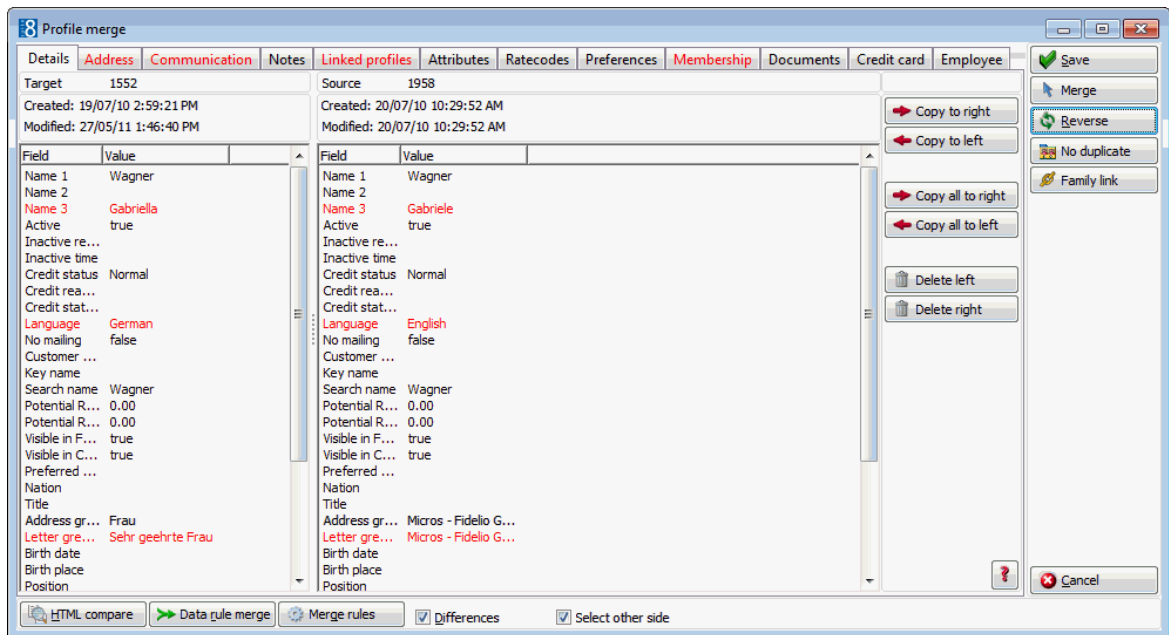 8 Profile merge
Details Address Communication Notes Linked profiles Attributes Ratecodes Preferences Membership Documents Credit card Employee
Target 1552 Source 1958
Created: 19/07/10 2:59:21 PM Created: 20/07/10 10:29:52 AM
Modified: 27/05/11 1:46:40 PM Modified: 20/07/10 10:29:52 AM
Field Value Field Value
Name 1 Wagner Name 1 Wagner
Name 2 Name 2
Name 3 Gabriella Name 3 Gabriele
Active true Active true
Inactive re... Inactive re...
Inactive time Inactive time
Credit status Normal Credit status Normal
Credit rea... Credit rea...
Credit stat... Credit stat...
Language German Language English
No mailing false No mailing false
Customer ... Customer ...
Key name Key name
Search name Wagner Search name Wagner
Potential R... 0.00 Potential R... 0.00
Potential R... 0.00 Potential R... 0.00
Visible in F... true Visible in F... true
Visible in C... true Visible in C... true
Preferred ... Preferred ...
Nation Nation
Title Title
Address gr... Frau Address gr... Micros - Fidelio G...
Letter gre... Sehr geehrte Frau Letter gre... Micros - Fidelio G...
Birth date Birth date
Birth place Birth place
Position Position
Copy to right
Copy to left
Copy all to right
Copy all to left
Delete left
Delete right
?
Save
Merge
Reverse
No duplicate
Family link
Cancel
HTML compare Data rule merge Merge rules Differences Select other side